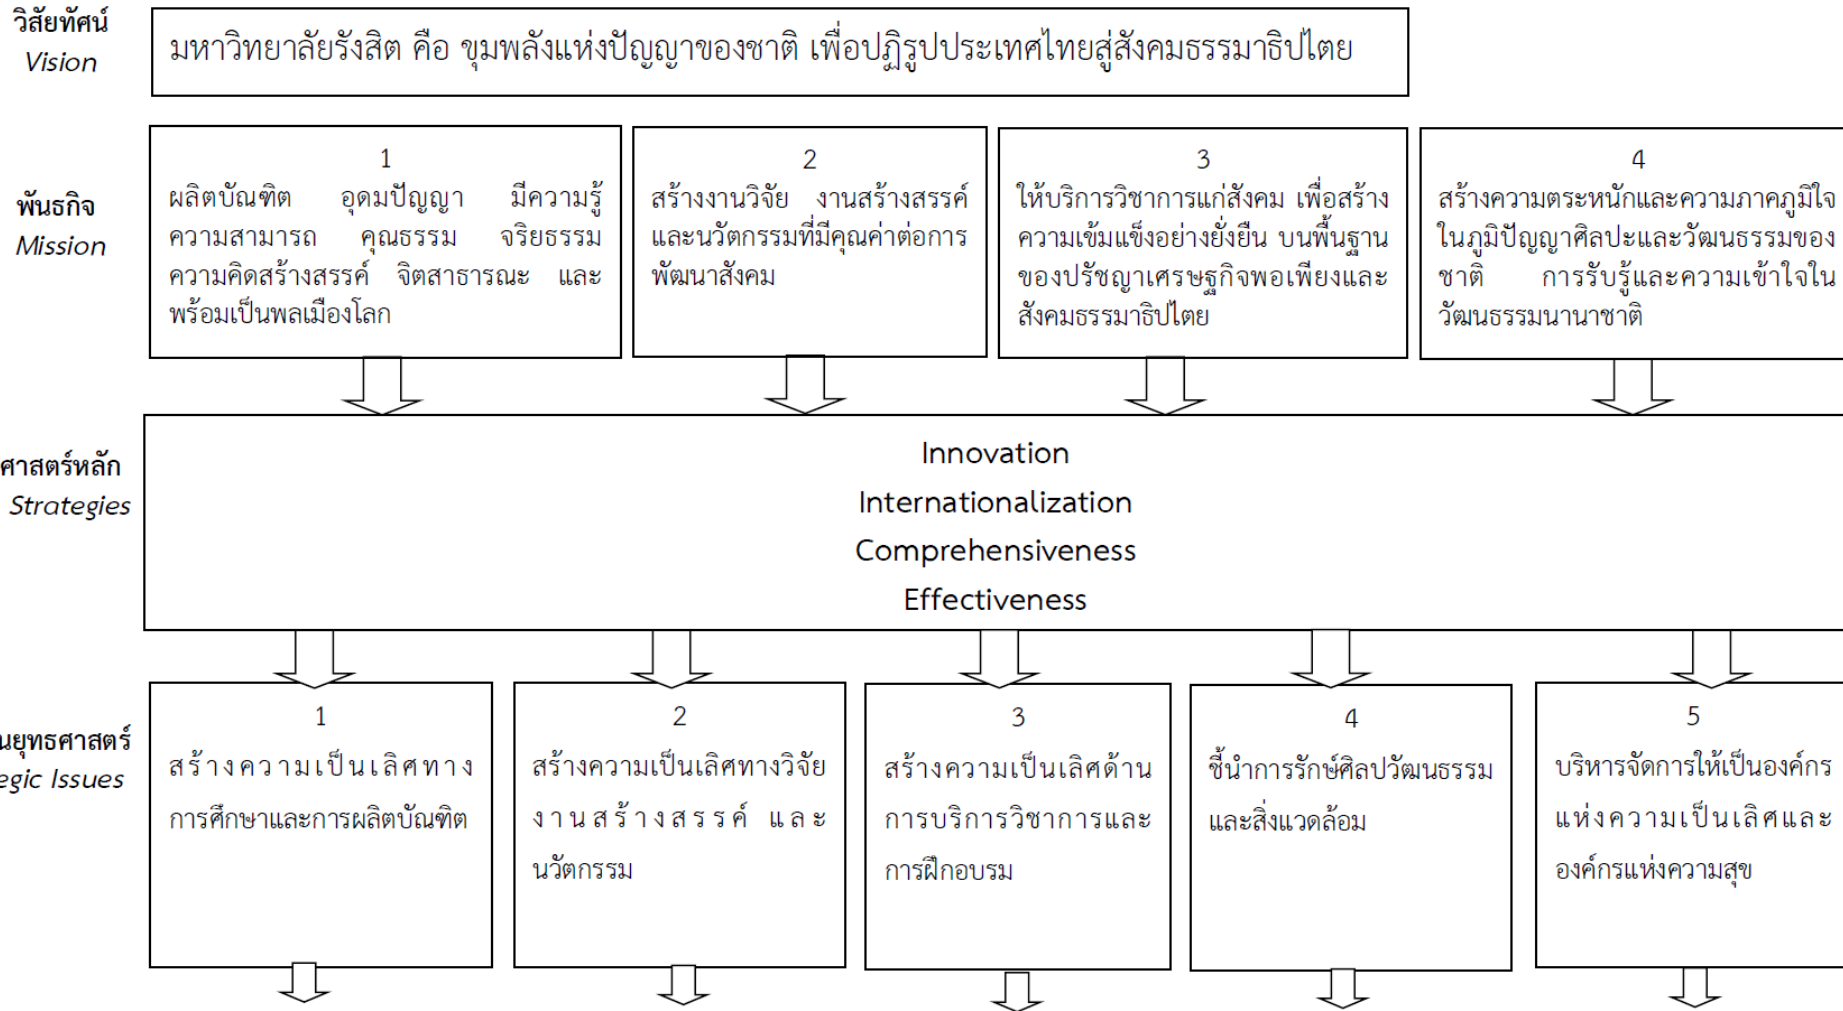 วิสัยทัศน์
Vision
มหาวิทยาลัยรังสิต คือ ขุมพลังแห่งปัญญาของชาติ เพื่อปฏิรูปประเทศไทยสู่สังคมธรรมาธิปไตย
พันธกิจ
Mission
1
ผลิตบัณฑิต อุดมปัญญา มีความรู้
ความสามารถ คุณธรรม จริยธรรม
ความคิดสร้างสรรค์ จิตสาธารณะ และ
พร้อมเป็นพลเมืองโลก
2
สร้างงานวิจัย งานสร้างสรรค์
และนวัตกรรมที่มีคุณค่าต่อการ
พัฒนาสังคม
3
ให้บริการวิชาการแก่สังคม เพื่อสร้าง
ความเข้มแข็งอย่างยั่งยืน บนพื้นฐาน
ของปรัชญาเศรษฐกิจพอเพียงและ
สังคมธรรมาธิปไตย
4
สร้างความตระหนักและความภาคภูมิใจ
ในภูมิปัญญาศิลปะและวัฒนธรรมของ
ชาติ การรับรู้และความเข้าใจใน
วัฒนธรรมนานาชาติ
ศาสตร์หลัก
Strategies
Innovation
Internationalization
Comprehensiveness
Effectiveness
นยุทธศาสตร์
egic Issues
1
สร้างความเป็นเลิศทาง
การศึกษาและการผลิตบัณฑิต
2
สร้างความเป็นเลิศทางวิจัย
งานสร้างสรรค์ และ
นวัตกรรม
3
สร้างความเป็นเลิศด้าน
การบริการวิชาการและ
การฝึกอบรม
4
ชี้นำการรักษ์ศิลปวัฒนธรรม
และสิ่งแวดล้อม
5
บริหารจัดการให้เป็นองค์กร
แห่งความเป็นเลิศและ
องค์กรแห่งความสุข